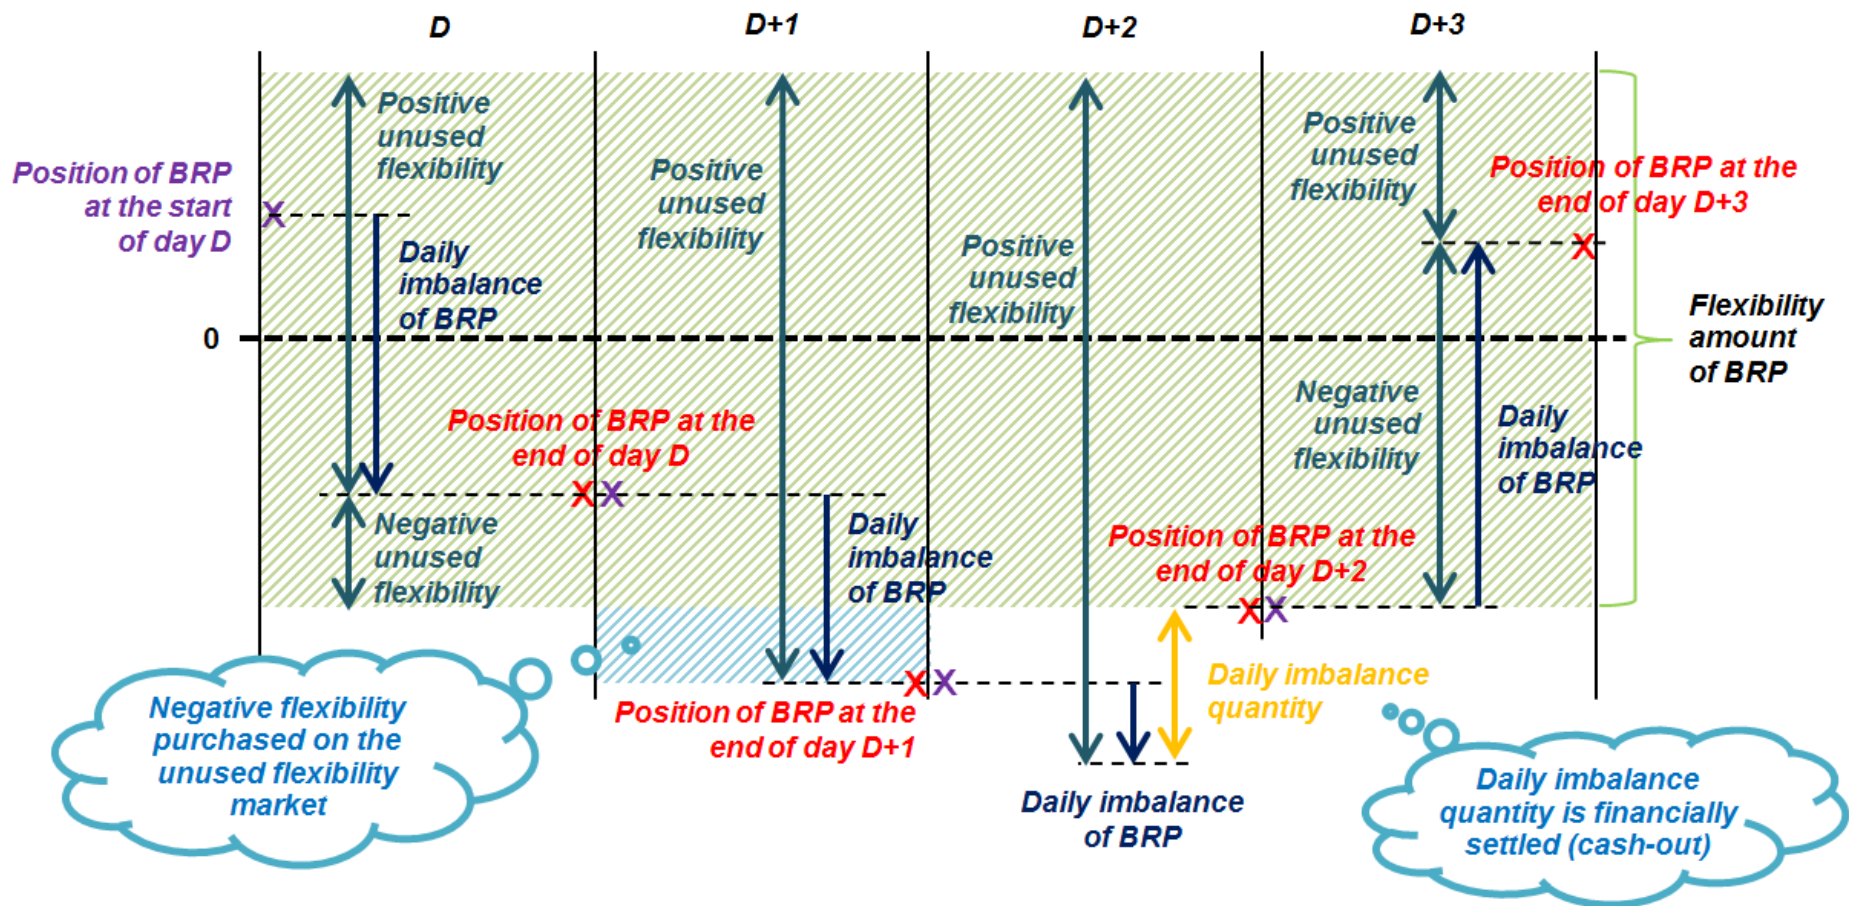 D
D+1
D+2
D+3
Positive
unused
flexibility
Position of BRP
at the start
of day D
X
Daily
imbalance
of BRP
Positive
unused
flexibility
Positive
unused
flexibility
Positive
unused
flexibility
Position of BRP at the
end of day D+3
X
0
Flexibility
amount
of BRP
Position of BRP at the
end of day D
X X
Negative
unused
flexibility
Daily
imbalance
of BRP
Negative
unused
flexibility
Daily
imbalance
of BRP
Position of BRP at the
end of day D+2
X X
X X
Position of BRP at the
end of day D+1
Daily imbalance
quantity
Daily imbalance
of BRP
Negative flexibility
purchased on the
unused flexibility
market
Daily imbalance
quantity is financially
settled (cash-out)